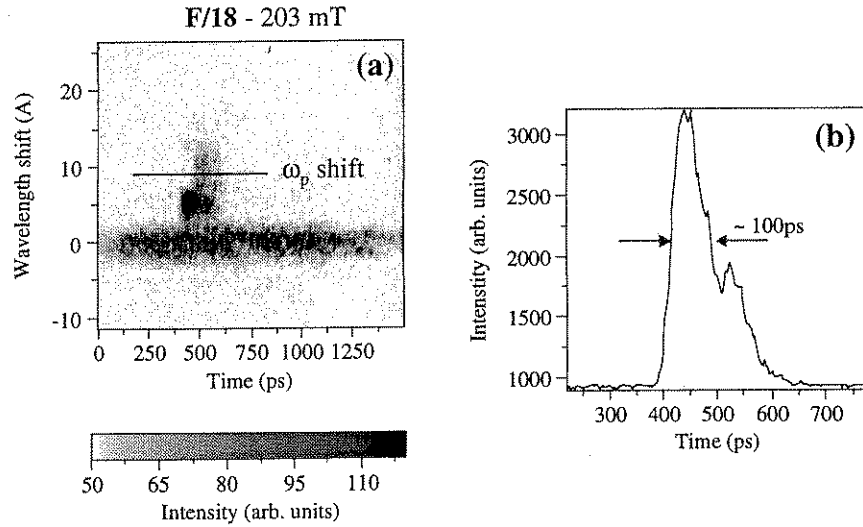 F/18 - 203 mT
(a)
Wavelength shift (A)
20
10
0
-10
ωp shift
0 250 500 750 1000 1250
Time (ps)
50 65 80 95 110
Intensity (arb. units)
(b)
Intenstity (arb. units)
3000
2500
2000
1500
1000
~ 100ps
300 400 500 600 700
Time (ps)